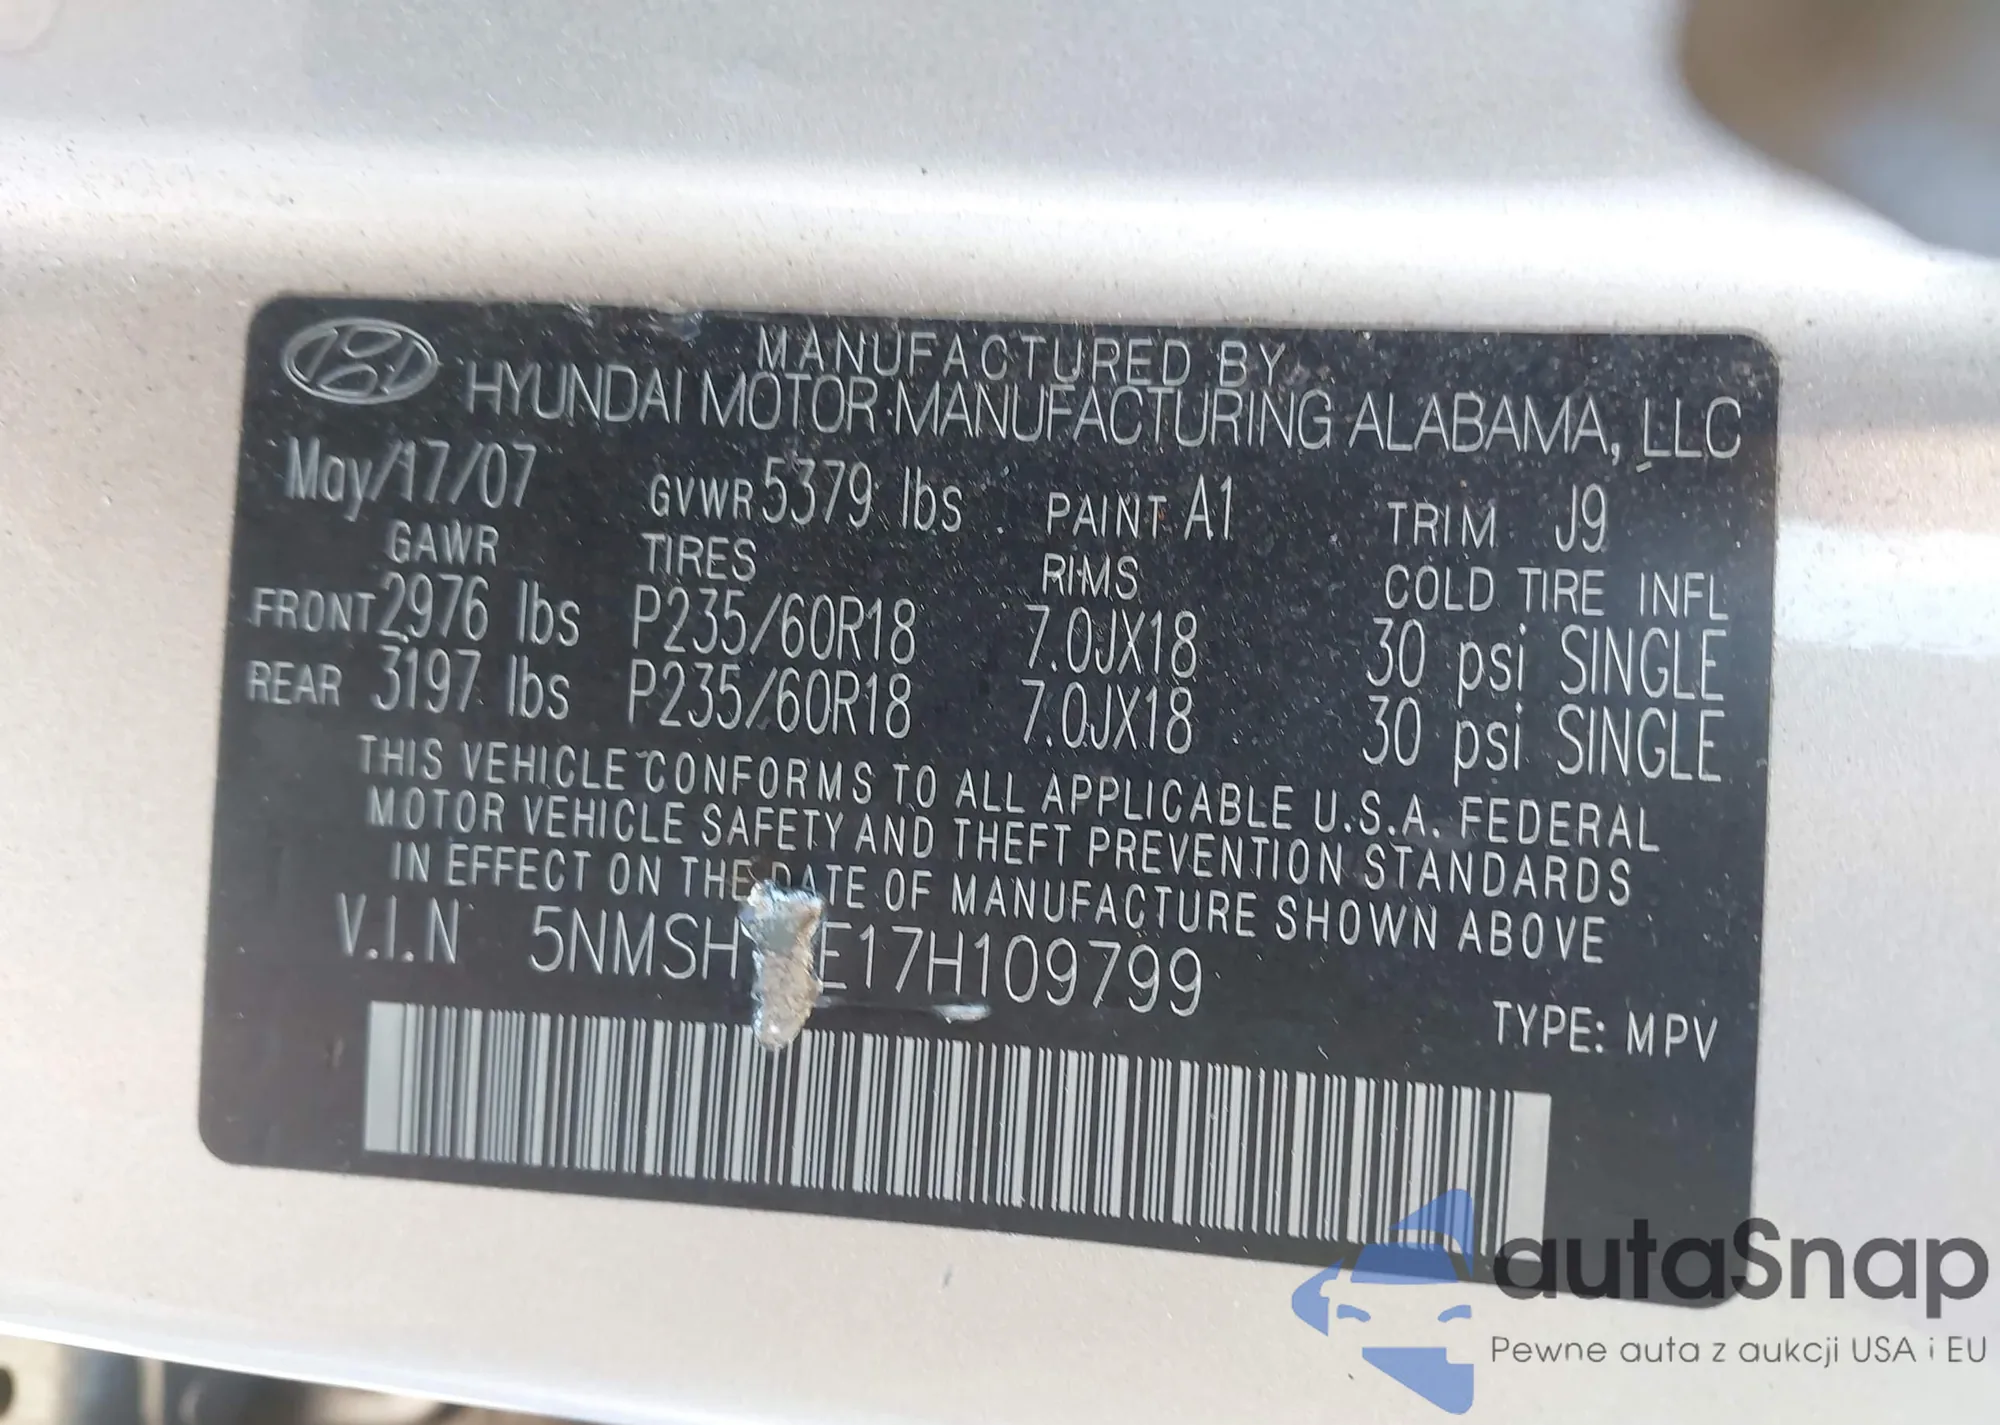 MANUFACTURED BY
HYUNDAI MOTOR MANUFACTURING ALABAMA, LLC
May/17/07 GVWR 5379 lbs PAINT A1 TRIM J9
GAWR TIRES RIMS COLD TIRE INFL
FRONT 2976 lbs P235/60R18 7.0JX18 30 psi SINGLE
REAR 3197 lbs P235/60R18 7.0JX18 30 psi SINGLE
THIS VEHICLE CONFORMS TO ALL APPLICABLE U.S.A. FEDERAL
MOTOR VEHICLE SAFETY AND THEFT PREVENTION STANDARDS
IN EFFECT ON THE DATE OF MANUFACTURE SHOWN ABOVE
V.I.N 5NMSH E17H109799
TYPE: MPV
autaSnap
Pewne auta z aukcji USA i EU